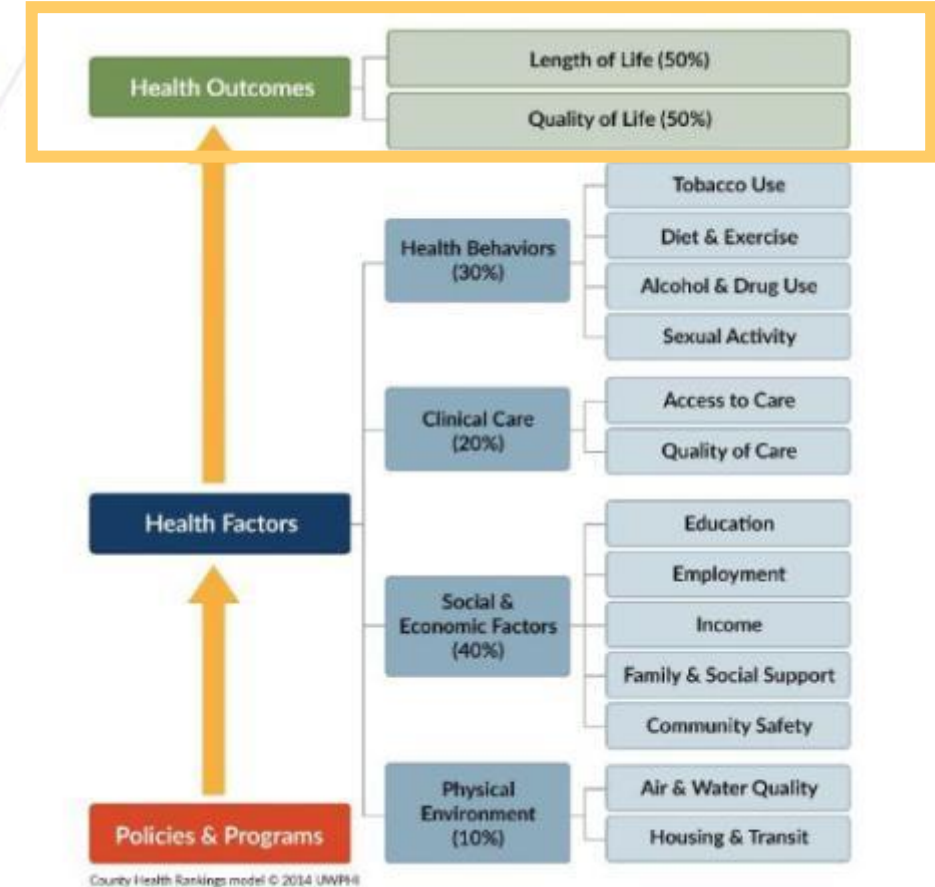 Health Outcomes
Length of Life (50%)
Quality of Life (50%)
Health Factors
Health Behaviors
(30%)
Tobacco Use
Diet & Exercise
Alcohol & Drug Use
Sexual Activity
Clinical Care
(20%)
Access to Care
Quality of Care
Social &
Economic Factors
(40%)
Education
Employment
Income
Family & Social Support
Community Safety
Physical
Environment
(10%)
Air & Water Quality
Housing & Transit
Policies & Programs
County Health Rankings model © 2014 UWPHI